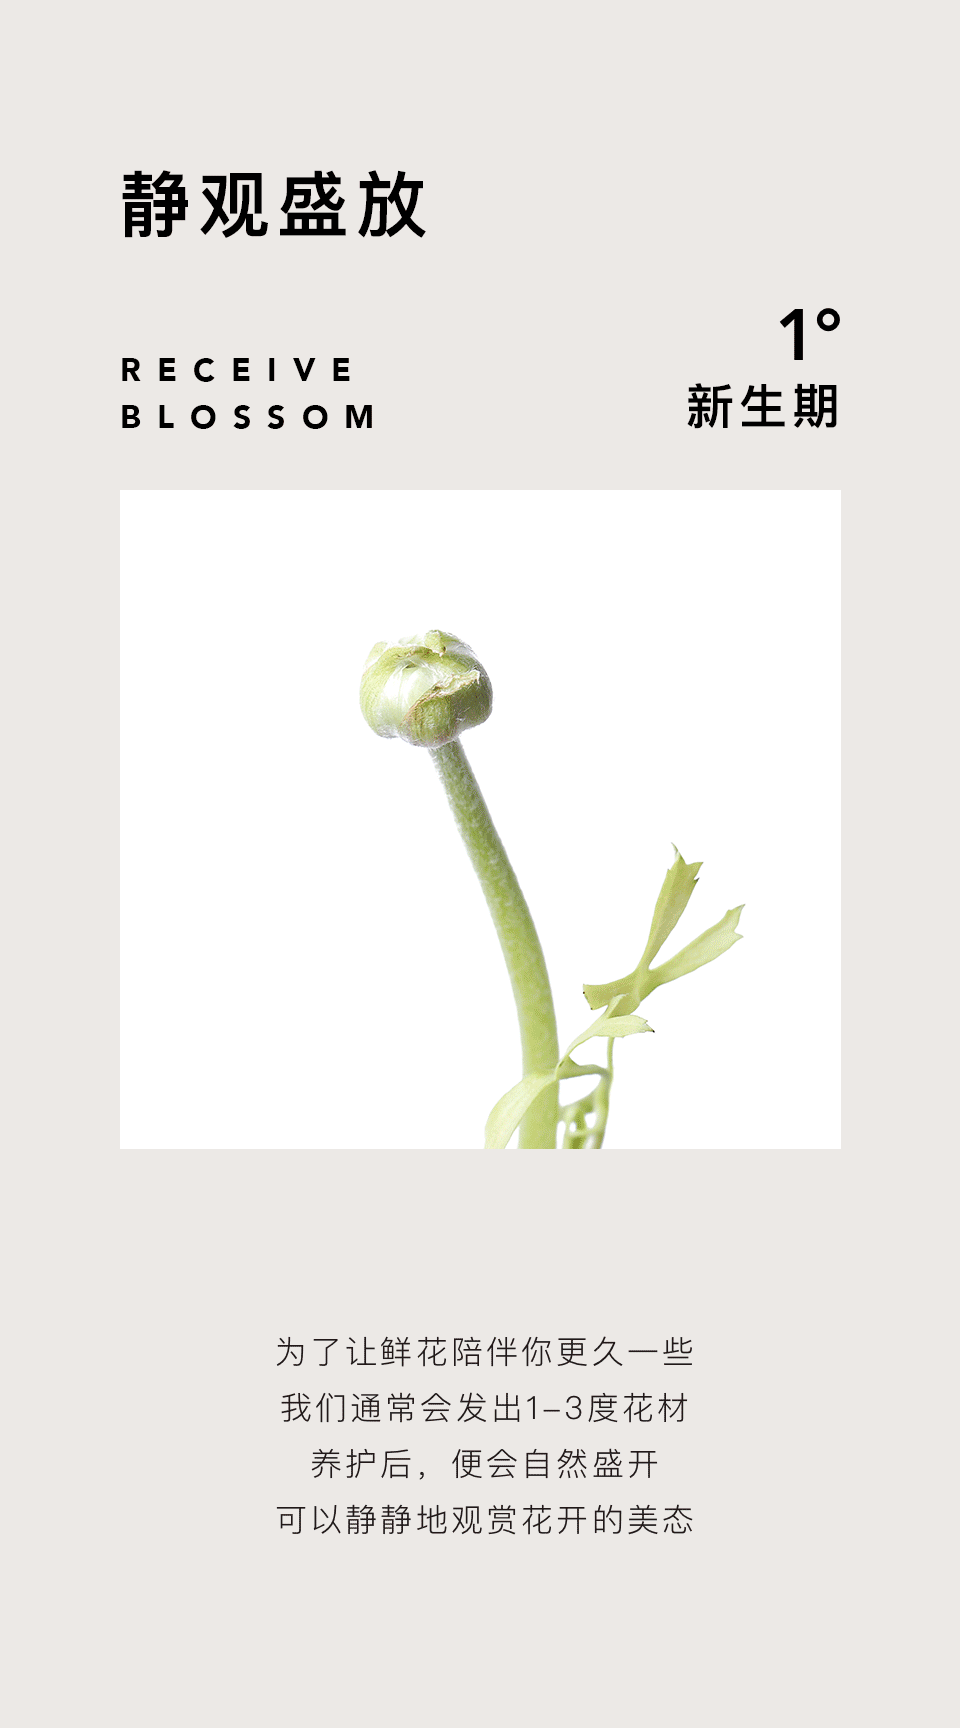 静观盛放
RECEIVE
BLOSSOM
1°
新生期
为了让鲜花陪伴你更久一些
我们通常会发出1-3度花材
养护后，便会自然盛开
可以静静地观赏花开的美态